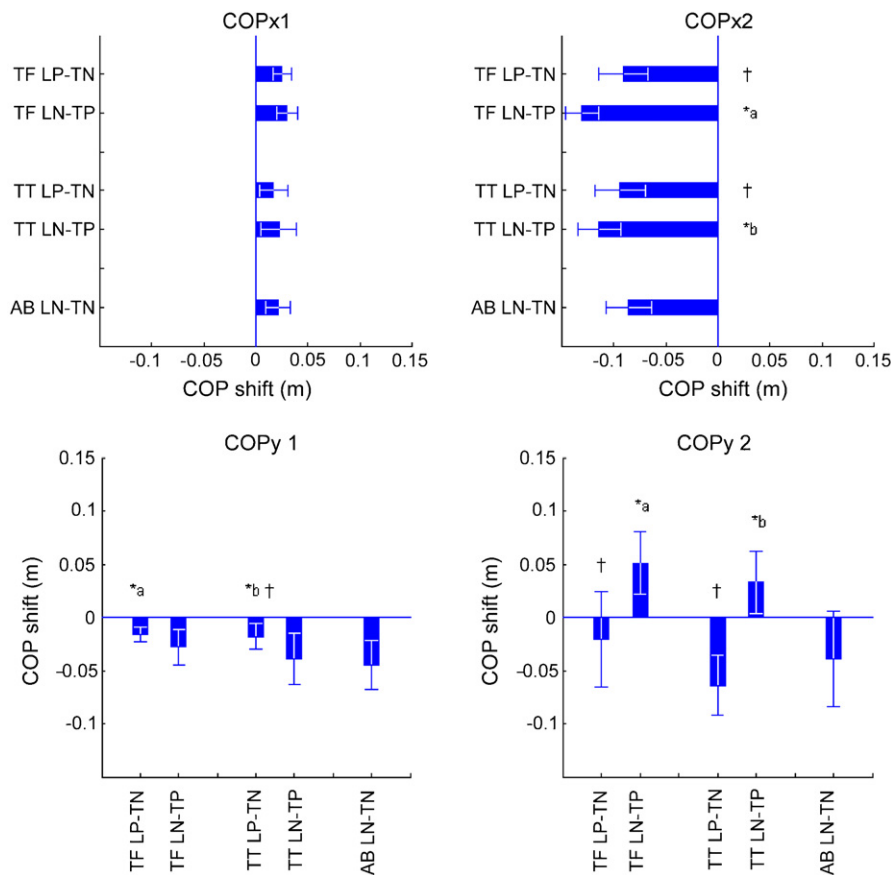 COPx1
TF LP-TN
TF LN-TP
TT LP-TN
TT LN-TP
AB LN-TN
-0.1 -0.05 0 0.05 0.1 0.15
COP shift (m)
COPx2
TF LP-TN †
TF LN-TP *a
TT LP-TN †
TT LN-TP *b
AB LN-TN
-0.1 -0.05 0 0.05 0.1 0.15
COP shift (m)
COPy 1
0.15
0.1
0.05
0
-0.05
-0.1
COP shift (m)
*a *b †
TF LP-TN
TF LN-TP
TT LP-TN
TT LN-TP
AB LN-TN
COPy 2
0.15
0.1
0.05
0
-0.05
-0.1
COP shift (m)
† *a † *b
TF LP-TN
TF LN-TP
TT LP-TN
TT LN-TP
AB LN-TN